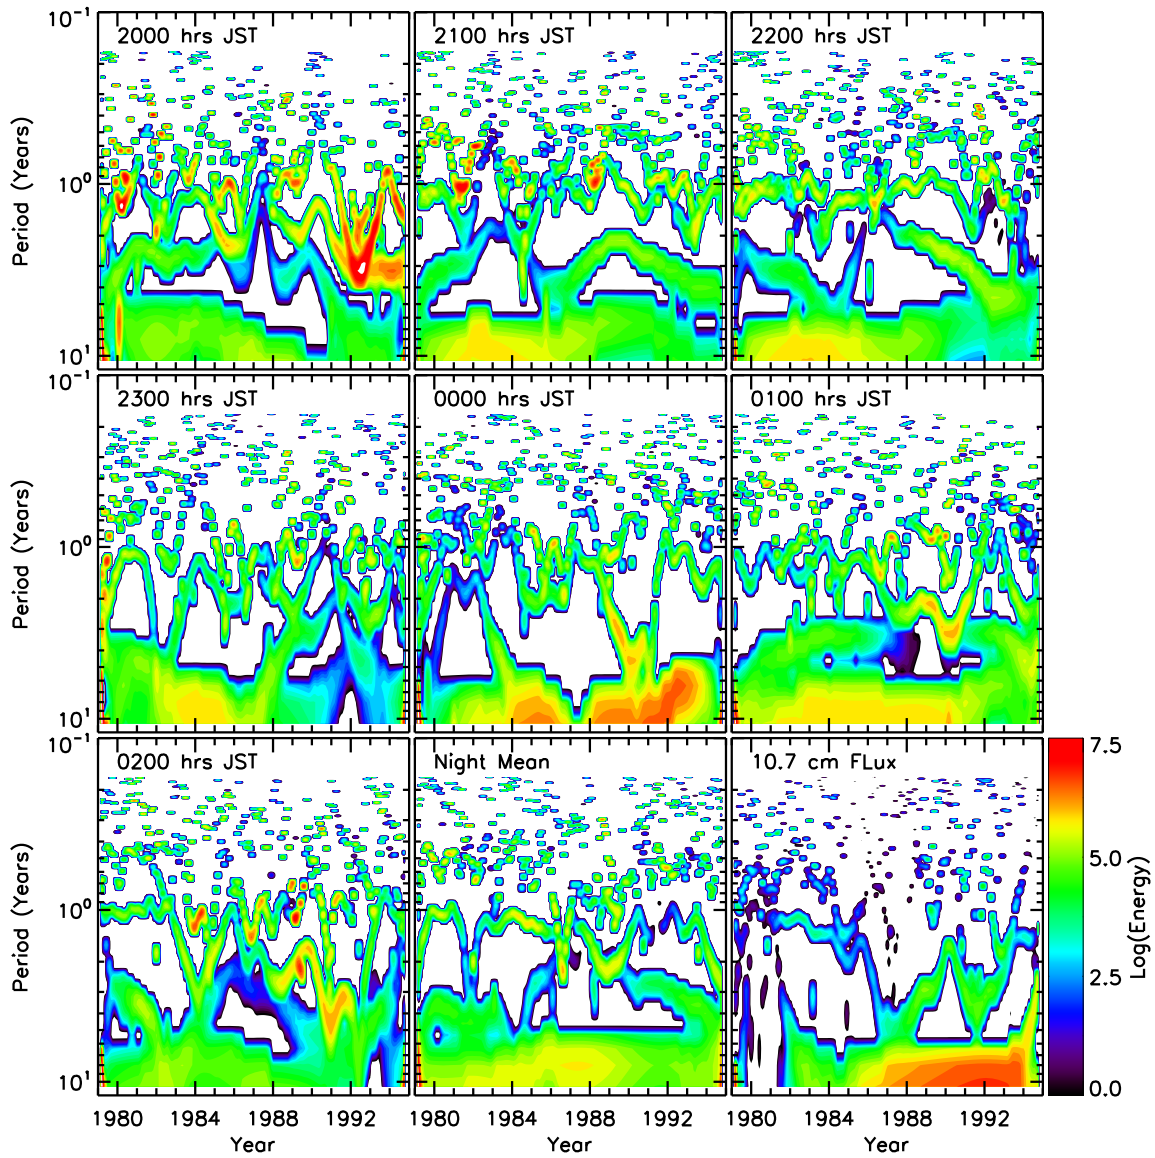 2000 hrs JST
2100 hrs JST
2200 hrs JST
10⁻¹
10⁰
10¹
Period (Years)
2300 hrs JST
0000 hrs JST
0100 hrs JST
10⁻¹
10⁰
10¹
Period (Years)
0200 hrs JST
Night Mean
10.7 cm FLux
10⁻¹
10⁰
10¹
Period (Years)
7.5
5.0
2.5
0.0
Log(Energy)
1980 1984 1988 1992
1980 1984 1988 1992
1980 1984 1988 1992
Year
Year
Year